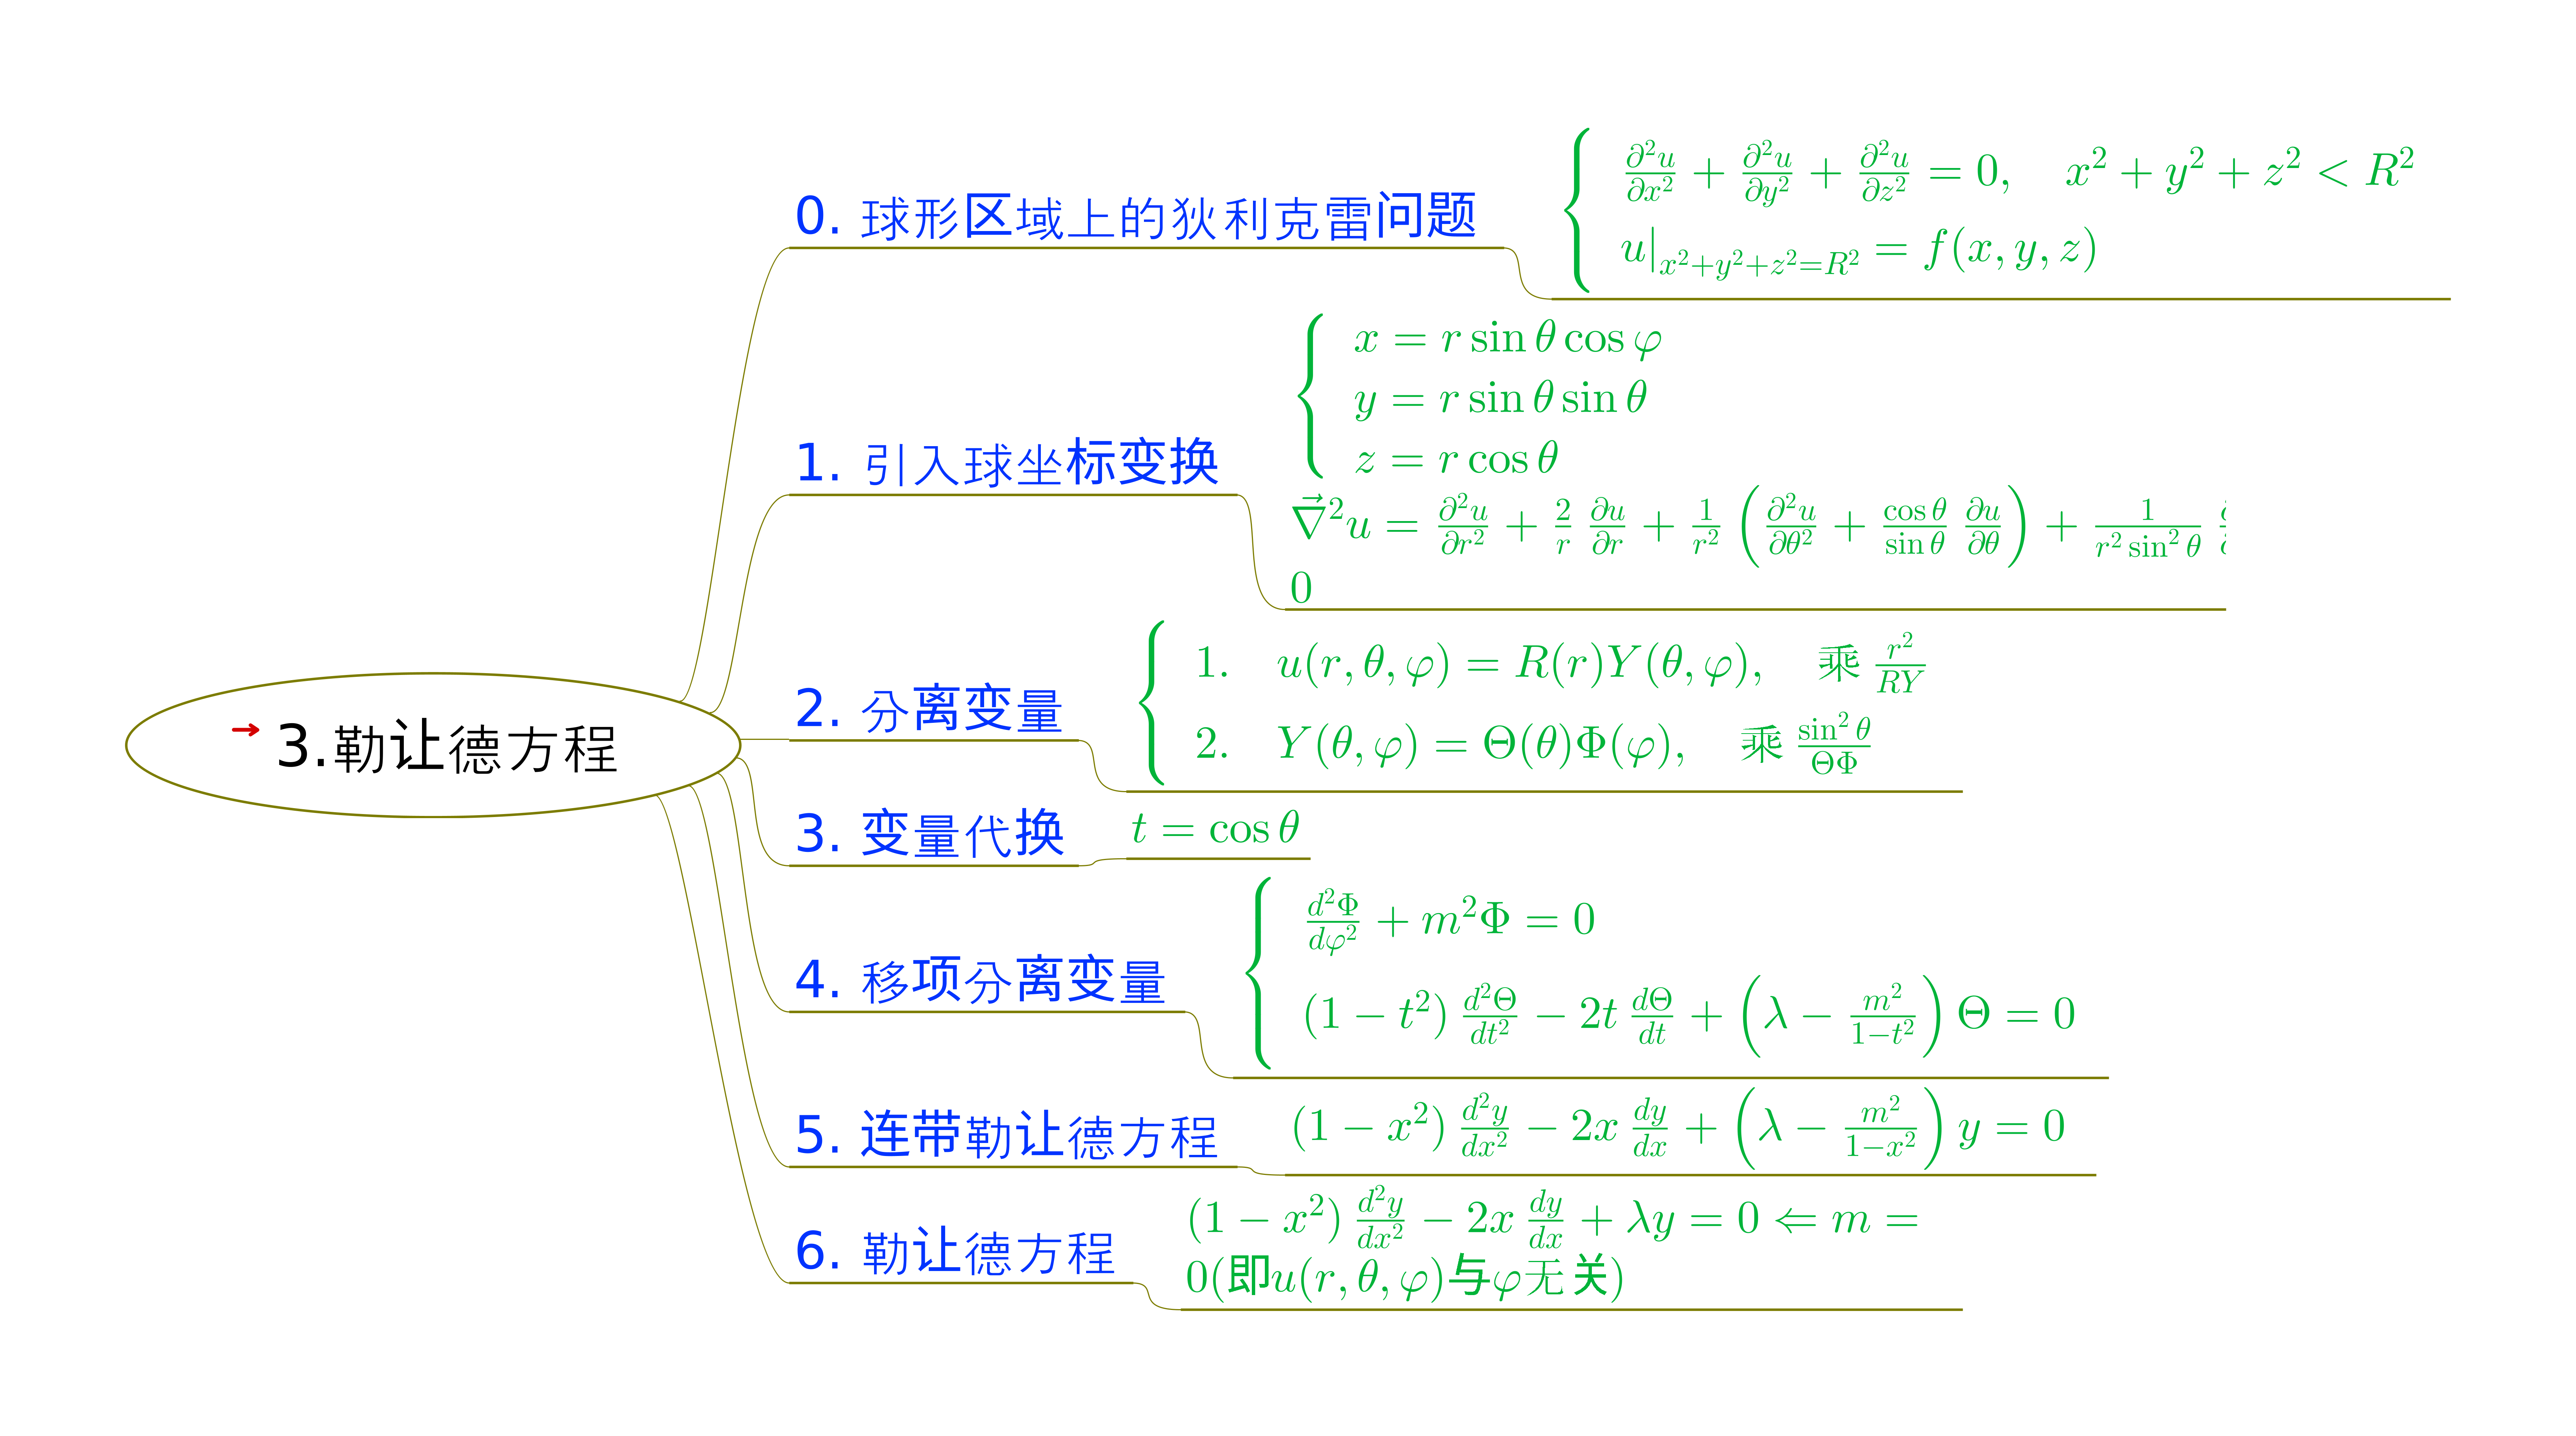 → 3.勒让德方程
0. 球形区域上的狄利克雷问题
$\begin{cases} \frac{\partial^2 u}{\partial x^2} + \frac{\partial^2 u}{\partial y^2} + \frac{\partial^2 u}{\partial z^2} = 0, \quad x^2 + y^2 + z^2 < R^2$
$u|_{x^2+y^2+z^2=R^2} = f(x, y, z) \end{cases}$
1. 引入球坐标变换
$\begin{cases} x = r \sin\theta \cos\varphi$
$y = r \sin\theta \sin\theta$
$z = r \cos\theta \end{cases}$
$\vec{\nabla}^2 u = \frac{\partial^2 u}{\partial r^2} + \frac{2}{r} \frac{\partial u}{\partial r} + \frac{1}{r^2} \left( \frac{\partial^2 u}{\partial \theta^2} + \frac{\cos\theta}{\sin\theta} \frac{\partial u}{\partial \theta} \right) + \frac{1}{r^2 \sin^2\theta}$
0
2. 分离变量
$\begin{cases} 1. \quad u(r, \theta, \varphi) = R(r)Y(\theta, \varphi), \quad 乘 \frac{r^2}{RY}$
$2. \quad Y(\theta, \varphi) = \Theta(\theta)\Phi(\varphi), \quad 乘 \frac{\sin^2\theta}{\Theta\Phi} \end{cases}$
3. 变量代换
$t = \cos\theta$
4. 移项分离变量
$\begin{cases} \frac{d^2\Phi}{d\varphi^2} + m^2\Phi = 0$
$(1 - t^2) \frac{d^2\Theta}{dt^2} - 2t \frac{d\Theta}{dt} + \left( \lambda - \frac{m^2}{1-t^2} \right) \Theta = 0 \end{cases}$
5. 连带勒让德方程
$(1 - x^2) \frac{d^2y}{dx^2} - 2x \frac{dy}{dx} + \left( \lambda - \frac{m^2}{1-x^2} \right) y = 0$
6. 勒让德方程
$(1 - x^2) \frac{d^2y}{dx^2} - 2x \frac{dy}{dx} + \lambda y = 0 \Leftarrow m =$
$0(即u(r, \theta, \varphi)与\varphi无关)$